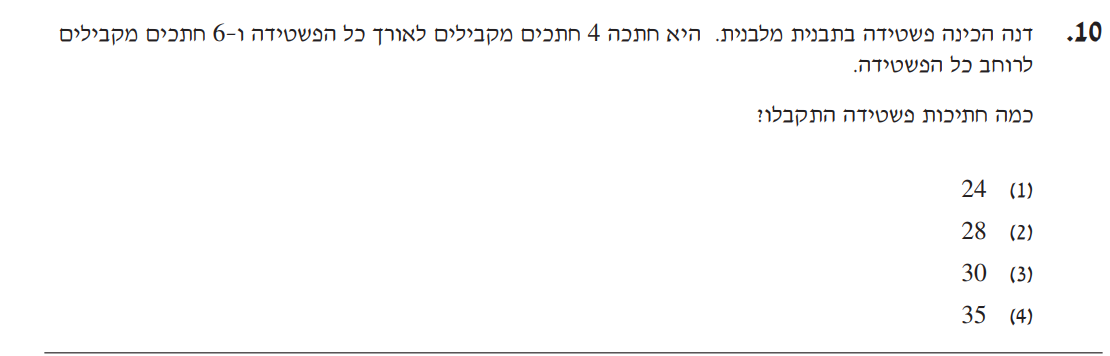 10. דנה הכינה פשטידה בתבנית מלבנית. היא חתכה 4 חתכים מקבילים לאורך כל הפשטידה ו-6 חתכים מקבילים
לרוחב כל הפשטידה.
כמה חתיכות פשטידה התקבלו?
(1) 24
(2) 28
(3) 30
(4) 35